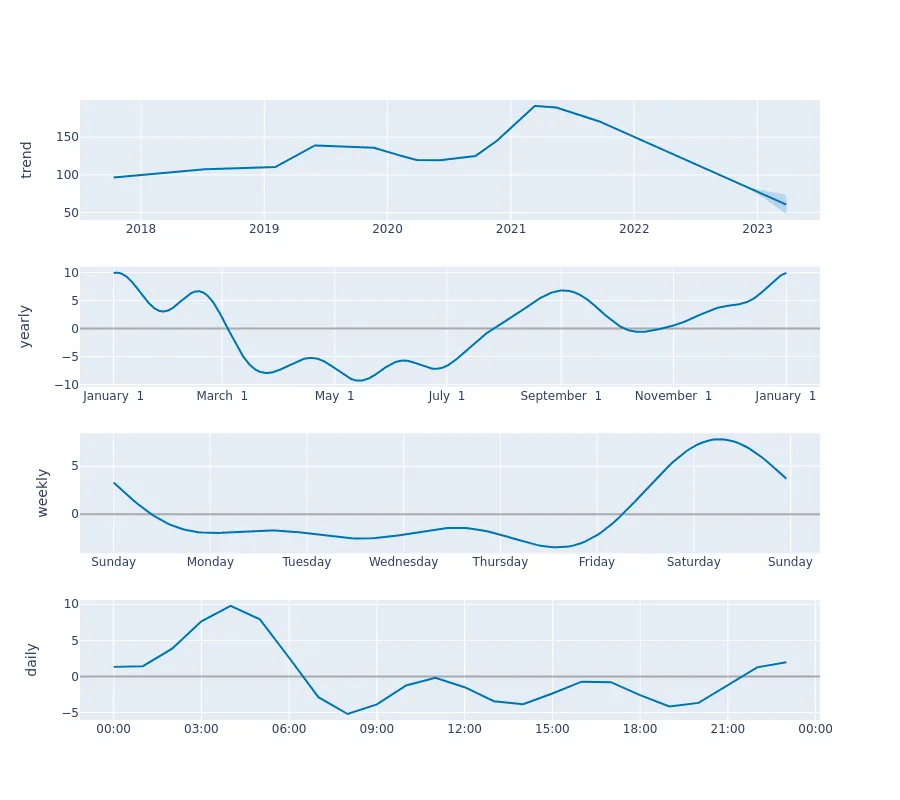 trend
150
100
50
2018 2019 2020 2021 2022 2023
yearly
10
5
0
−5
−10
January 1 March 1 May 1 July 1 September 1 November 1 January 1
weekly
5
0
Sunday Monday Tuesday Wednesday Thursday Friday Saturday Sunday
daily
10
5
0
−5
00:00 03:00 06:00 09:00 12:00 15:00 18:00 21:00 00:00